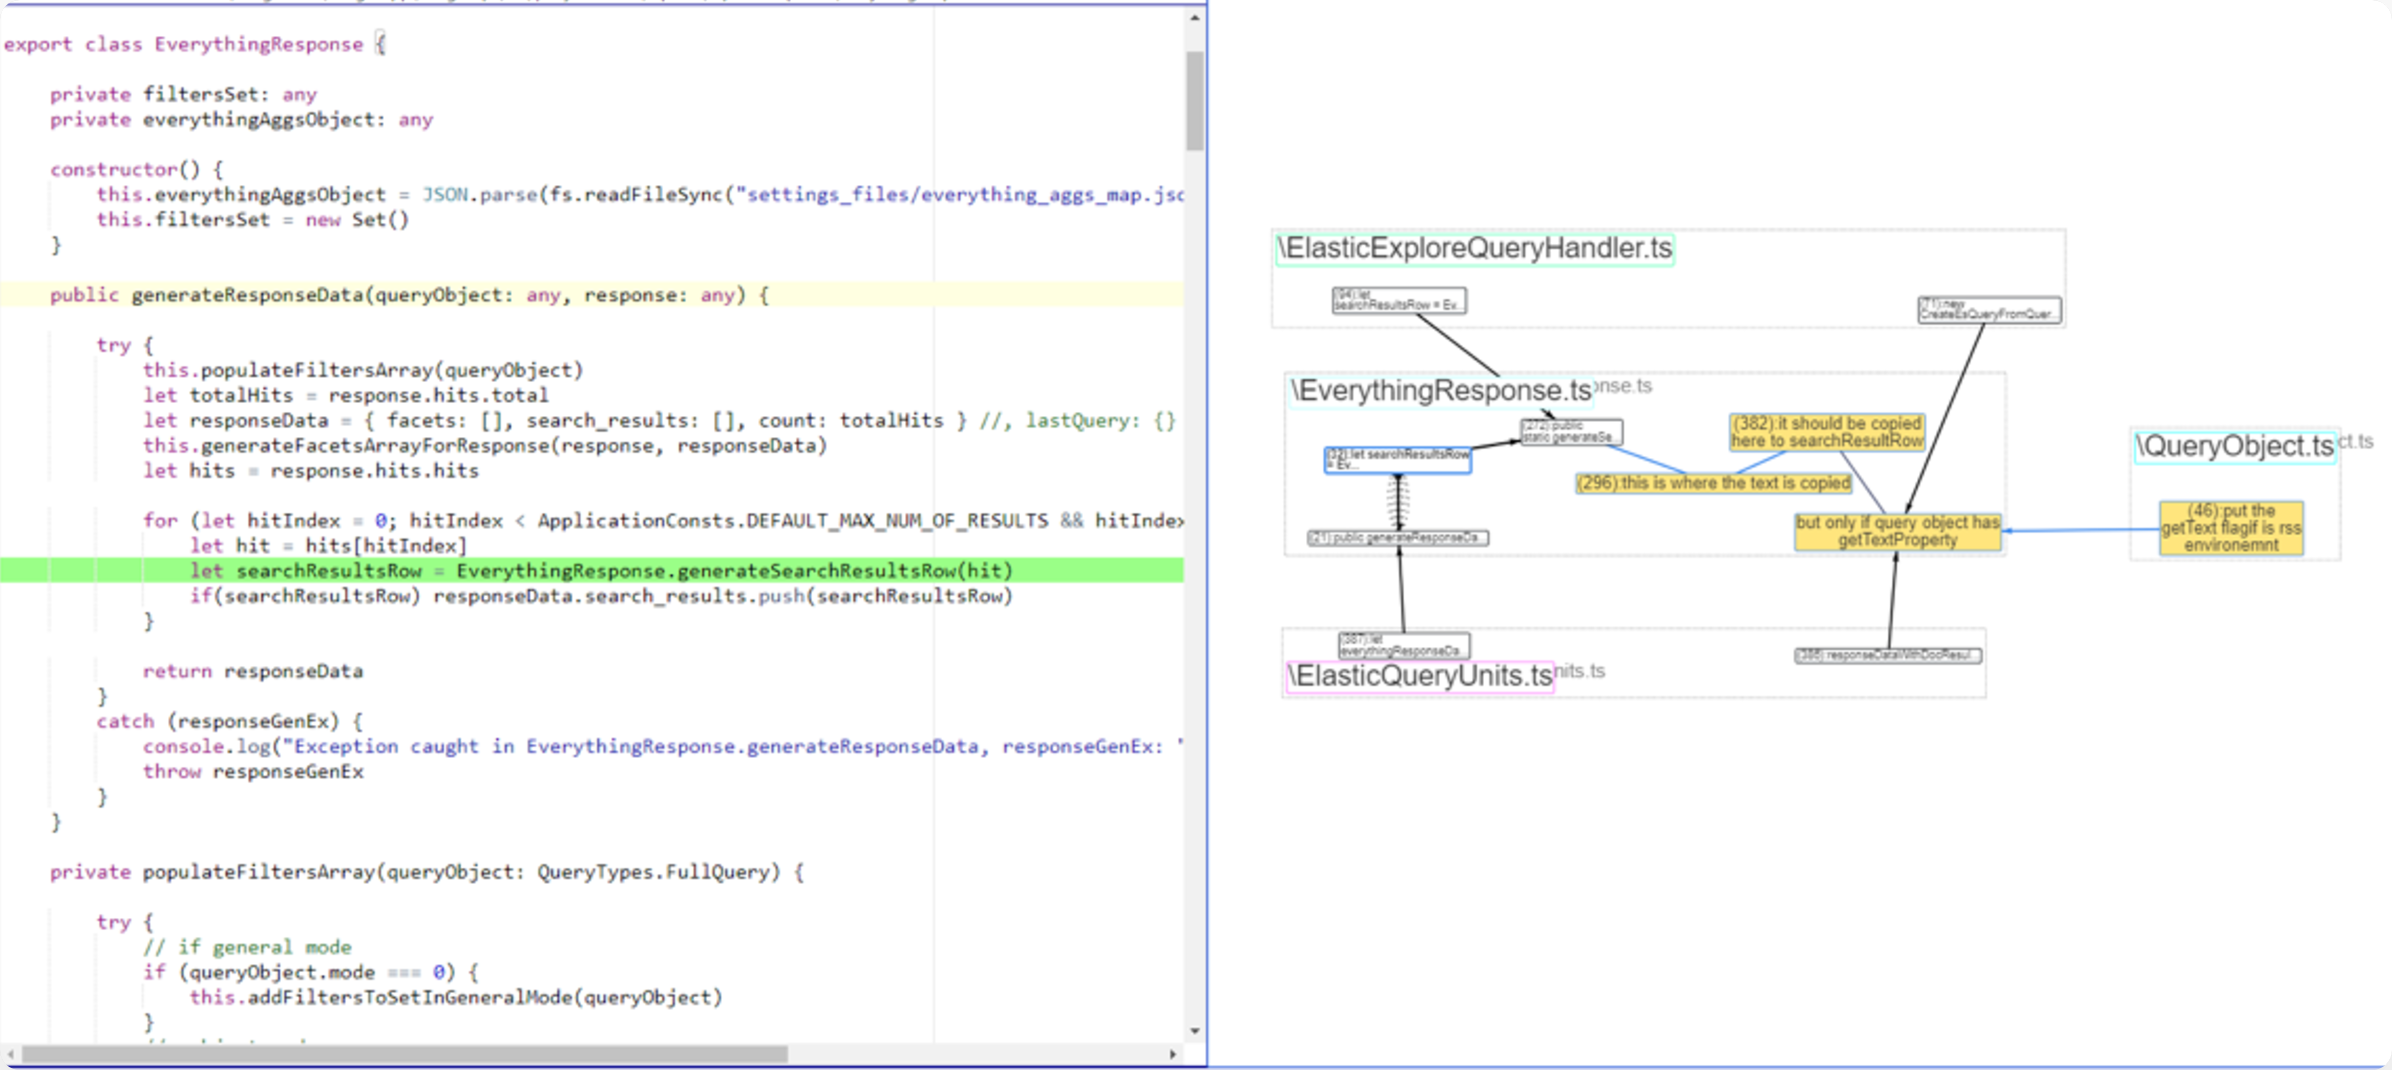 export class EverythingResponse {
private filtersSet: any
private everythingAggsObject: any
constructor() {
this.everythingAggsObject = JSON.parse(fs.readFileSync("settings_files/everything_aggs_map.jsc
this.filtersSet = new Set()
}
public generateResponseData(queryObject: any, response: any) {
try {
this.populateFiltersArray(queryObject)
let totalHits = response.hits.total
let responseData = { facets: [], search_results: [], count: totalHits } //, lastQuery: {}
this.generateFacetsArrayForResponse(response, responseData)
let hits = response.hits.hits
for (let hitIndex = 0; hitIndex < ApplicationConsts.DEFAULT_MAX_NUM_OF_RESULTS && hitIndex
let hit = hits[hitIndex]
let searchResultsRow = EverythingResponse.generateSearchResultsRow(hit)
if(searchResultsRow) responseData.search_results.push(searchResultsRow)
}
return responseData
}
catch (responseGenEx) {
console.log("Exception caught in EverythingResponse.generateResponseData, responseGenEx: "
throw responseGenEx
}
}
private populateFiltersArray(queryObject: QueryTypes.FullQuery) {
try {
// if general mode
if (queryObject.mode === 0) {
this.addFiltersToSetInGeneralMode(queryObject)
}
\ElasticExploreQueryHandler.ts
(94):let
searchResultsRow = Ev...
(71):new
CreateEsQueryFromQuer...
\EverythingResponse.ts
onse.ts
(272):public
static generateSe...
(382):it should be copied
here to searchResultRow
(32):let searchResultsRow
= Ev...
(296):this is where the text is copied
(21):public generateResponseDa...
but only if query object has
getTextProperty
\QueryObject.ts
ct.ts
(46):put the
getText flagif is rss
environemnt
(387):let
everythingResponseDa...
\ElasticQueryUnits.ts
nits.ts
responseDataWithDocResul...